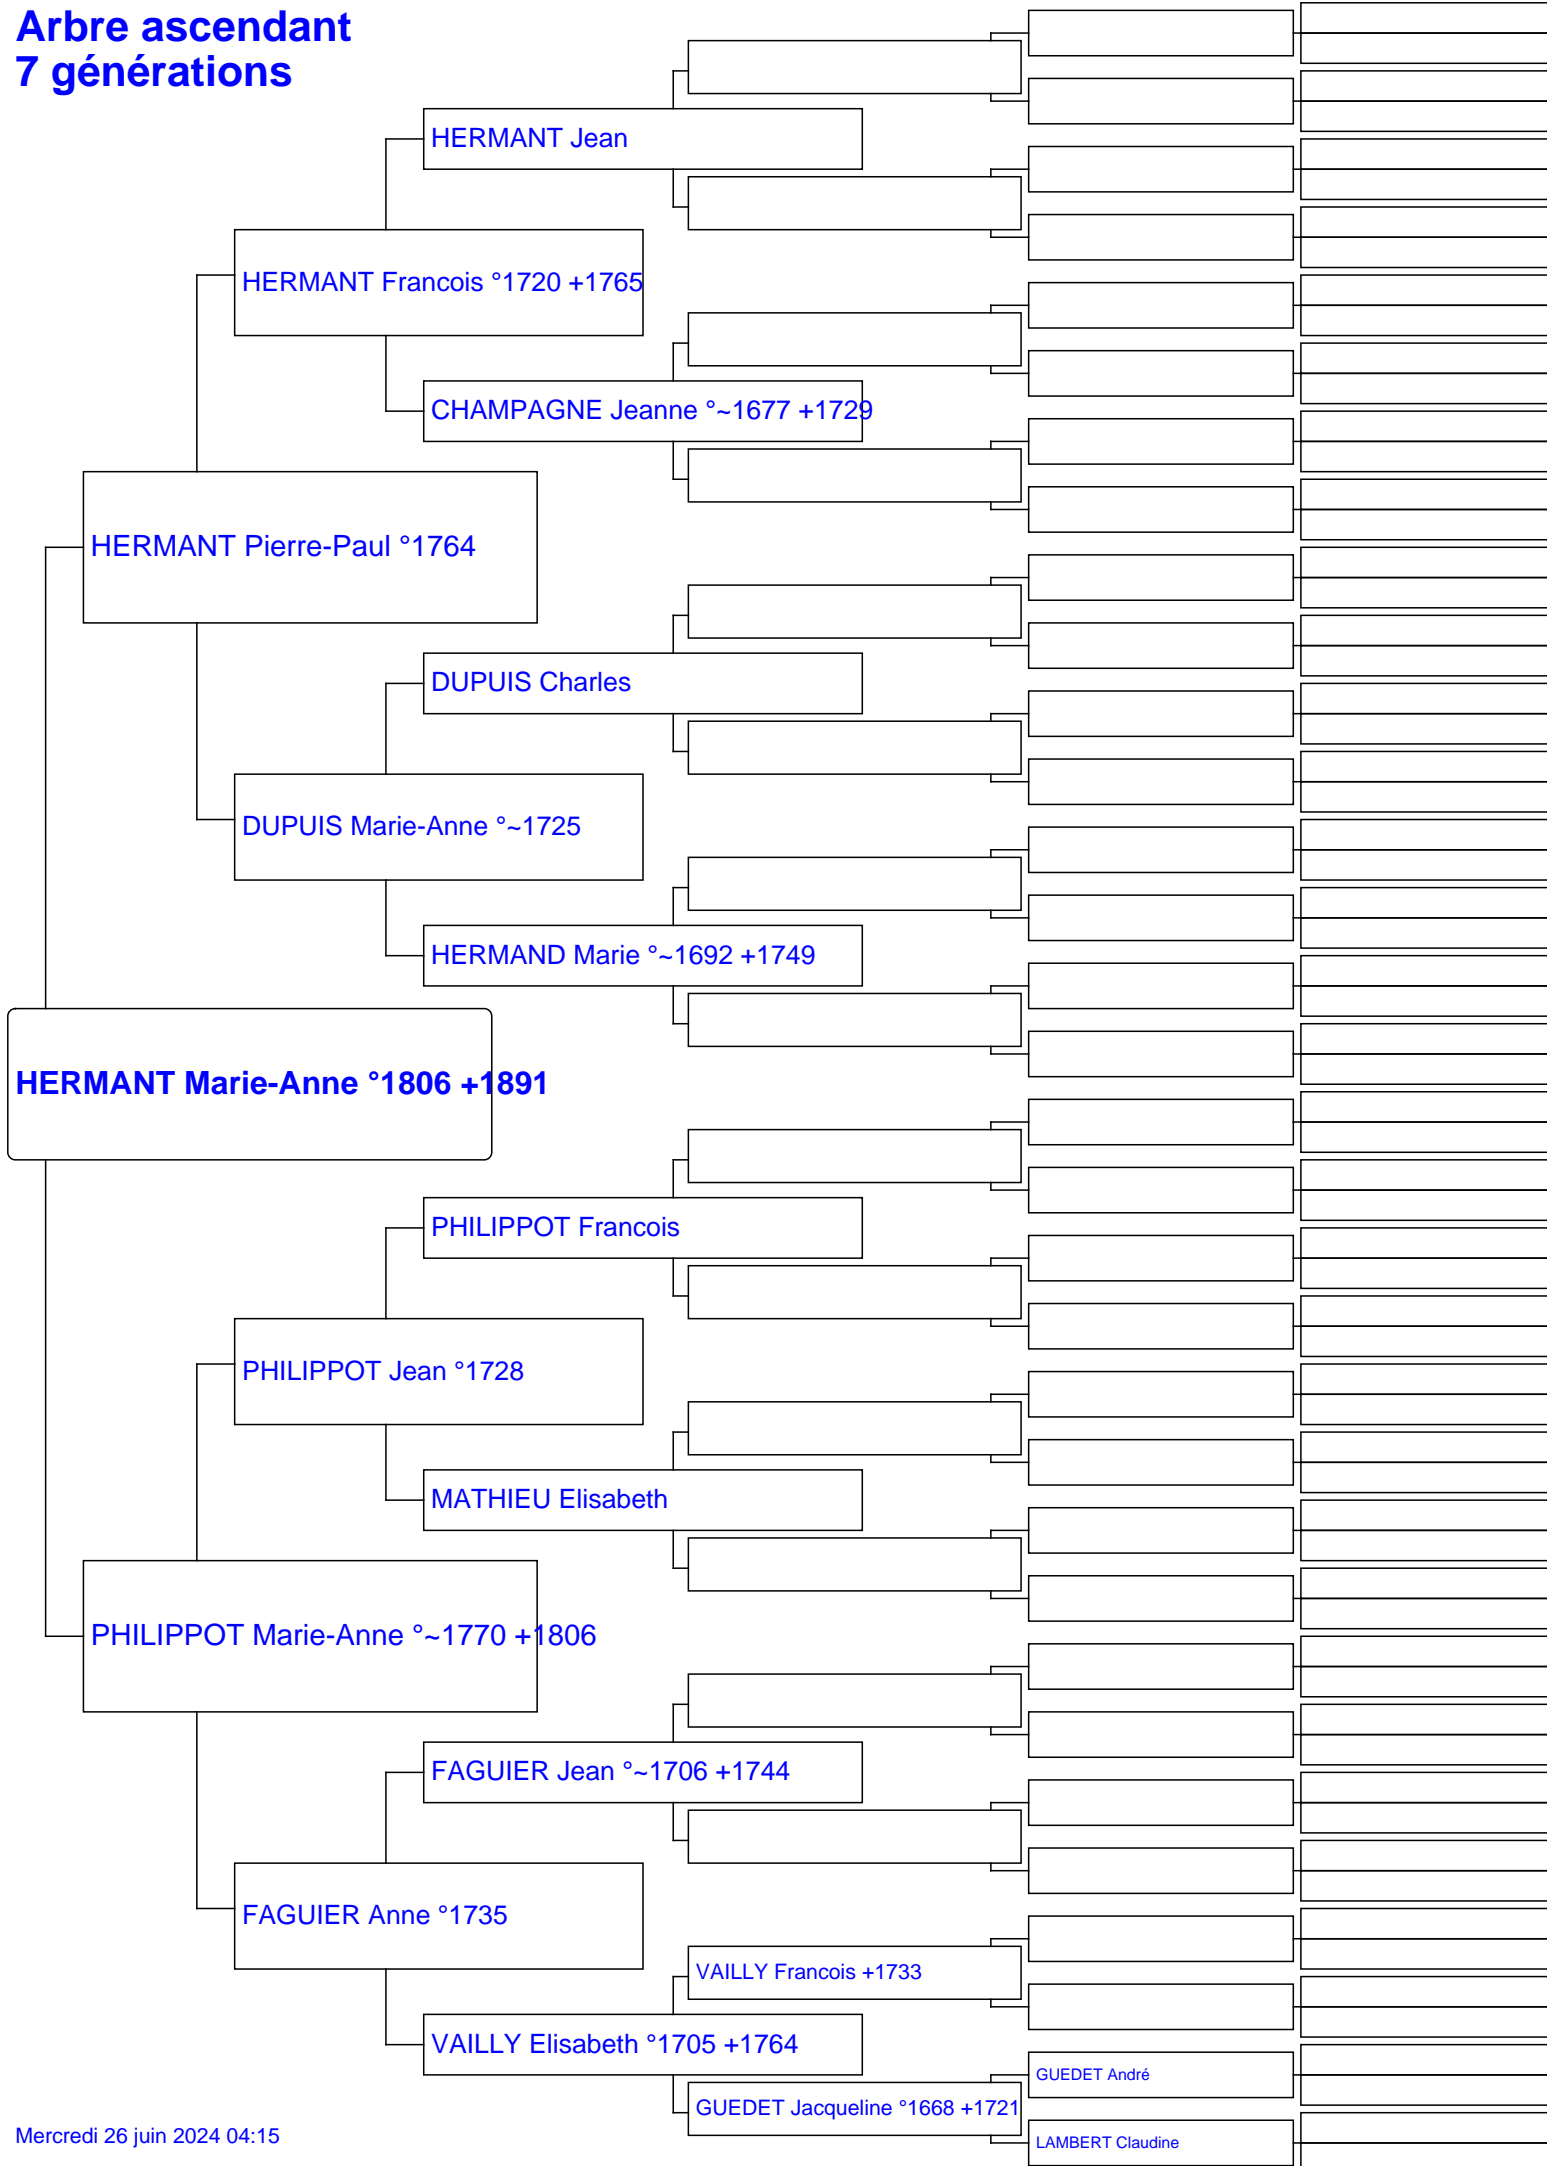 Arbre ascendant
7 générations
HERMANT Jean
HERMANT Francois °1720 +1765
CHAMPAGNE Jeanne °~1677 +1729
HERMANT Pierre-Paul °1764
DUPUIS Charles
DUPUIS Marie-Anne °~1725
HERMAND Marie °~1692 +1749
HERMANT Marie-Anne °1806 +1891
PHILIPPOT Francois
PHILIPPOT Jean °1728
MATHIEU Elisabeth
PHILIPPOT Marie-Anne °~1770 +1806
FAGUIER Jean °~1706 +1744
FAGUIER Anne °1735
VAILLY Francois +1733
VAILLY Elisabeth °1705 +1764
GUEDET André
GUEDET Jacqueline °1668 +1721
LAMBERT Claudine
Mercredi 26 juin 2024 04:15